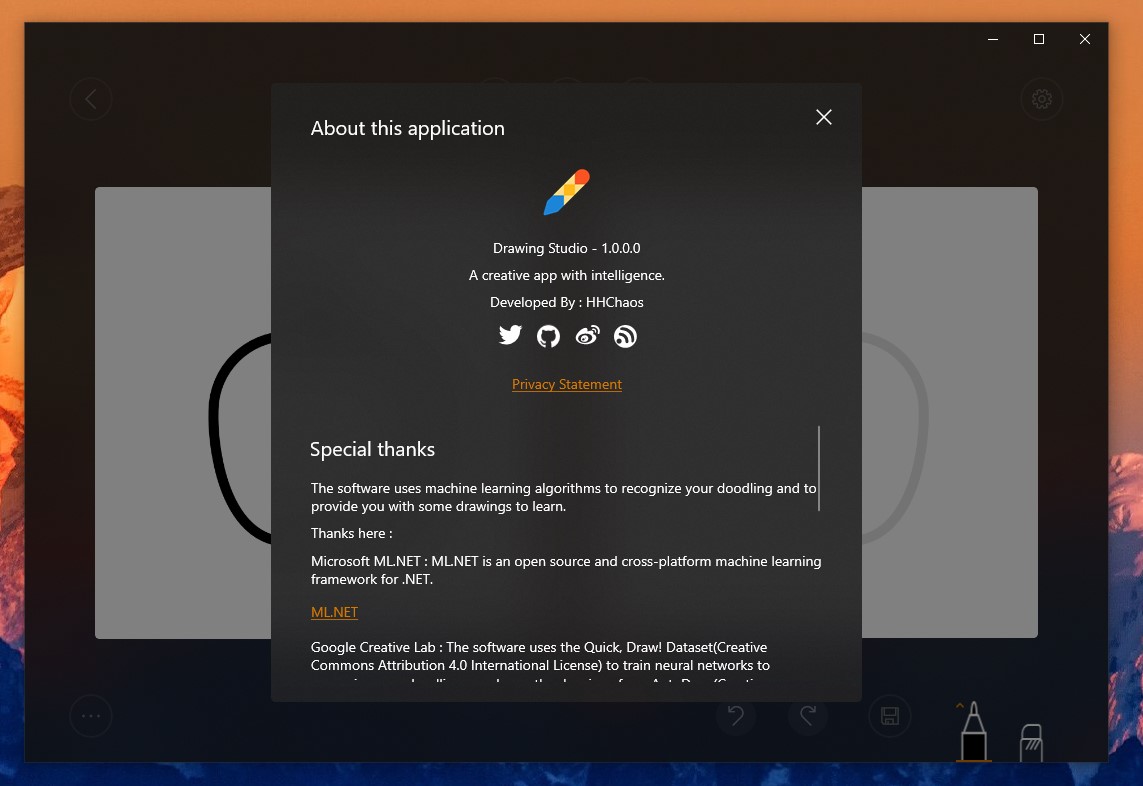 About this application
Drawing Studio - 1.0.0.0
A creative app with intelligence.
Developed By : HHChaos
Privacy Statement
Special thanks
The software uses machine learning algorithms to recognize your doodling and to
provide you with some drawings to learn.
Thanks here :
Microsoft ML.NET : ML.NET is an open source and cross-platform machine learning
framework for .NET.
ML.NET
Google Creative Lab : The software uses the Quick, Draw! Dataset(Creative
Commons Attribution 4.0 International License) to train neural networks to